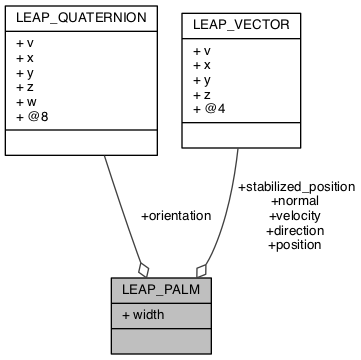 LEAP_QUATERNION
+ v
+ x
+ y
+ z
+ w
+ @8
LEAP_VECTOR
+ v
+ x
+ y
+ z
+ @4
+orientation
+stabilized_position
+normal
+velocity
+direction
+position
LEAP_PALM
+ width